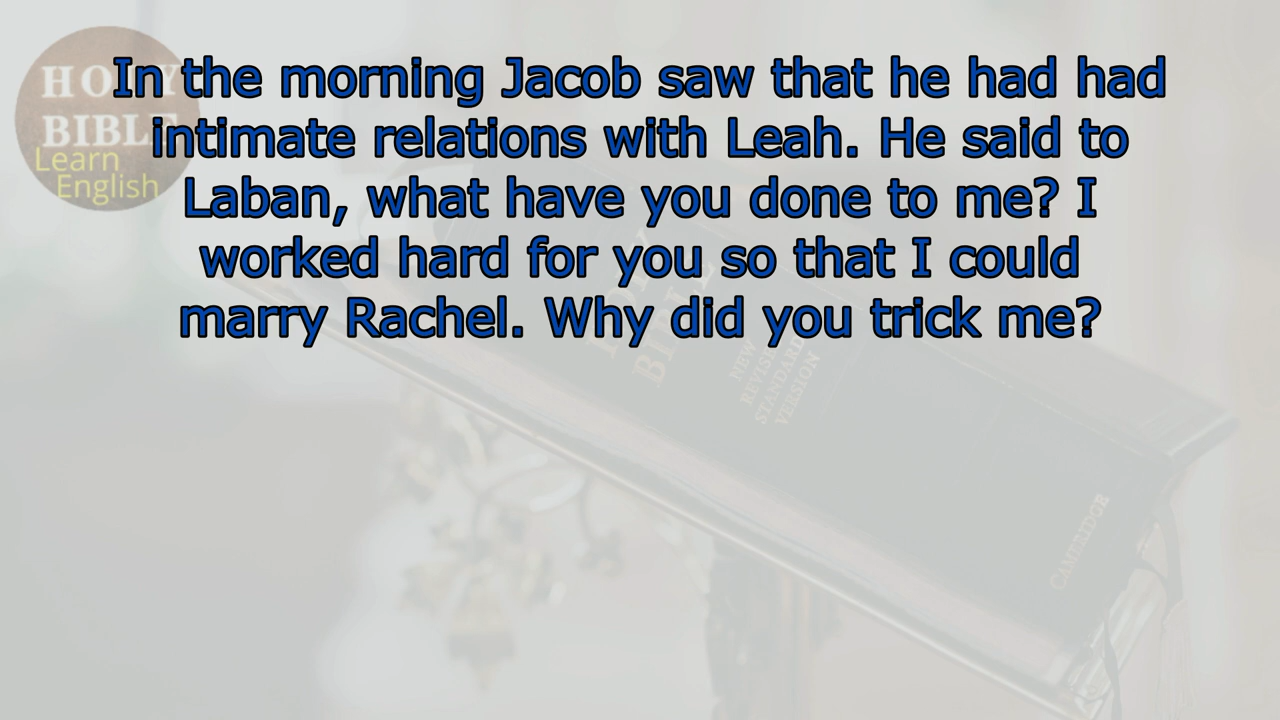 HOLY
BIBLE
Learn
English
In the morning Jacob saw that he had had
intimate relations with Leah. He said to
Laban, what have you done to me? I
worked hard for you so that I could
marry Rachel. Why did you trick me?
HOLY
BIBLE
NEW
REVISED
STANDARD
VERSION
CAMBRIDGE